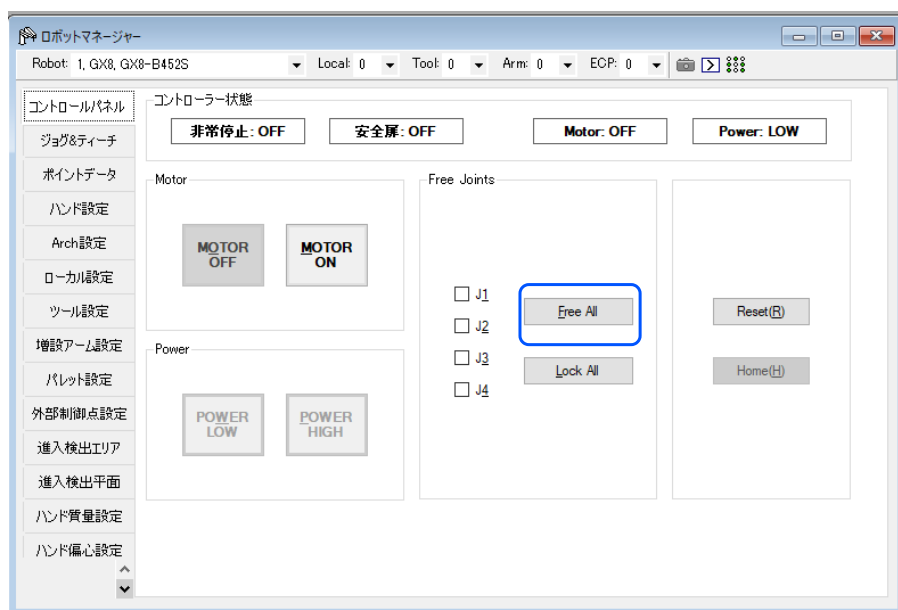 ロボットマネージャー
Robot: 1, GX8, GX8-B452S Local: 0 Tool: 0 Arm: 0 ECP: 0
コントロールパネル
ジョグ&ティーチ
ポイントデータ
ハンド設定
Arch設定
ローカル設定
ツール設定
増設アーム設定
パレット設定
外部制御点設定
進入検出エリア
進入検出平面
ハンド質量設定
ハンド偏心設定
コントローラー状態
非常停止: OFF 安全扉: OFF Motor: OFF Power: LOW
Motor
MOTOR
OFF
MOTOR
ON
Power
POWER
LOW
POWER
HIGH
Free Joints
J1
J2
J3
J4
Free All
Lock All
Reset(R)
Home(H)